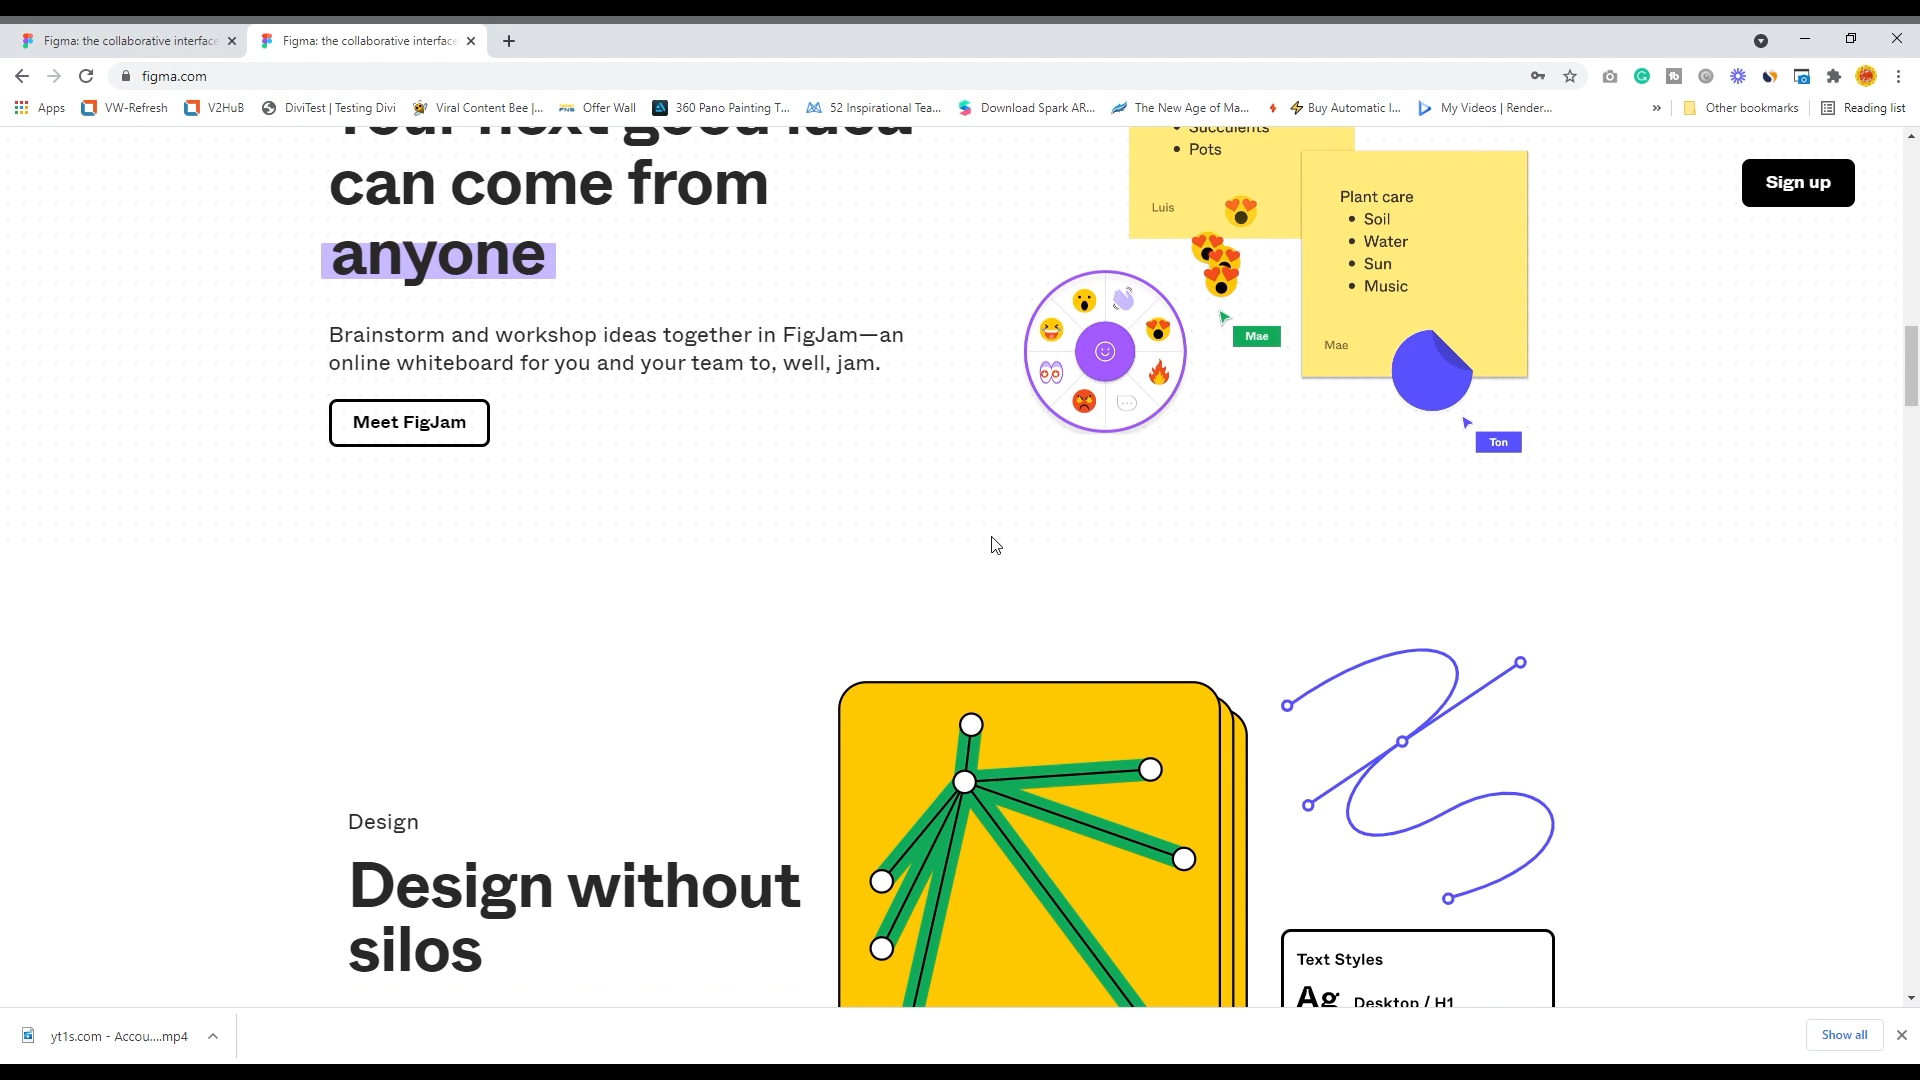 Figma: the collaborative interface
Figma: the collaborative interface
figma.com
Apps
VW-Refresh
V2HuB
DiviTest | Testing Divi
Viral Content Bee |...
Offer Wall
360 Pano Painting T...
52 Inspirational Tea...
Download Spark AR...
The New Age of Ma...
Buy Automatic I...
My Videos | Render...
»
Other bookmarks
Reading list
Your next good idea
can come from
anyone
Brainstorm and workshop ideas together in FigJam—an
online whiteboard for you and your team to, well, jam.
Meet FigJam
• Succulents
• Pots
Luis
Plant care
• Soil
• Water
• Sun
• Music
Mae
Mae
Ton
Sign up
Design
Design without
silos
Text Styles
Ag Desktop / H1
yt1s.com - Accou....mp4
Show all